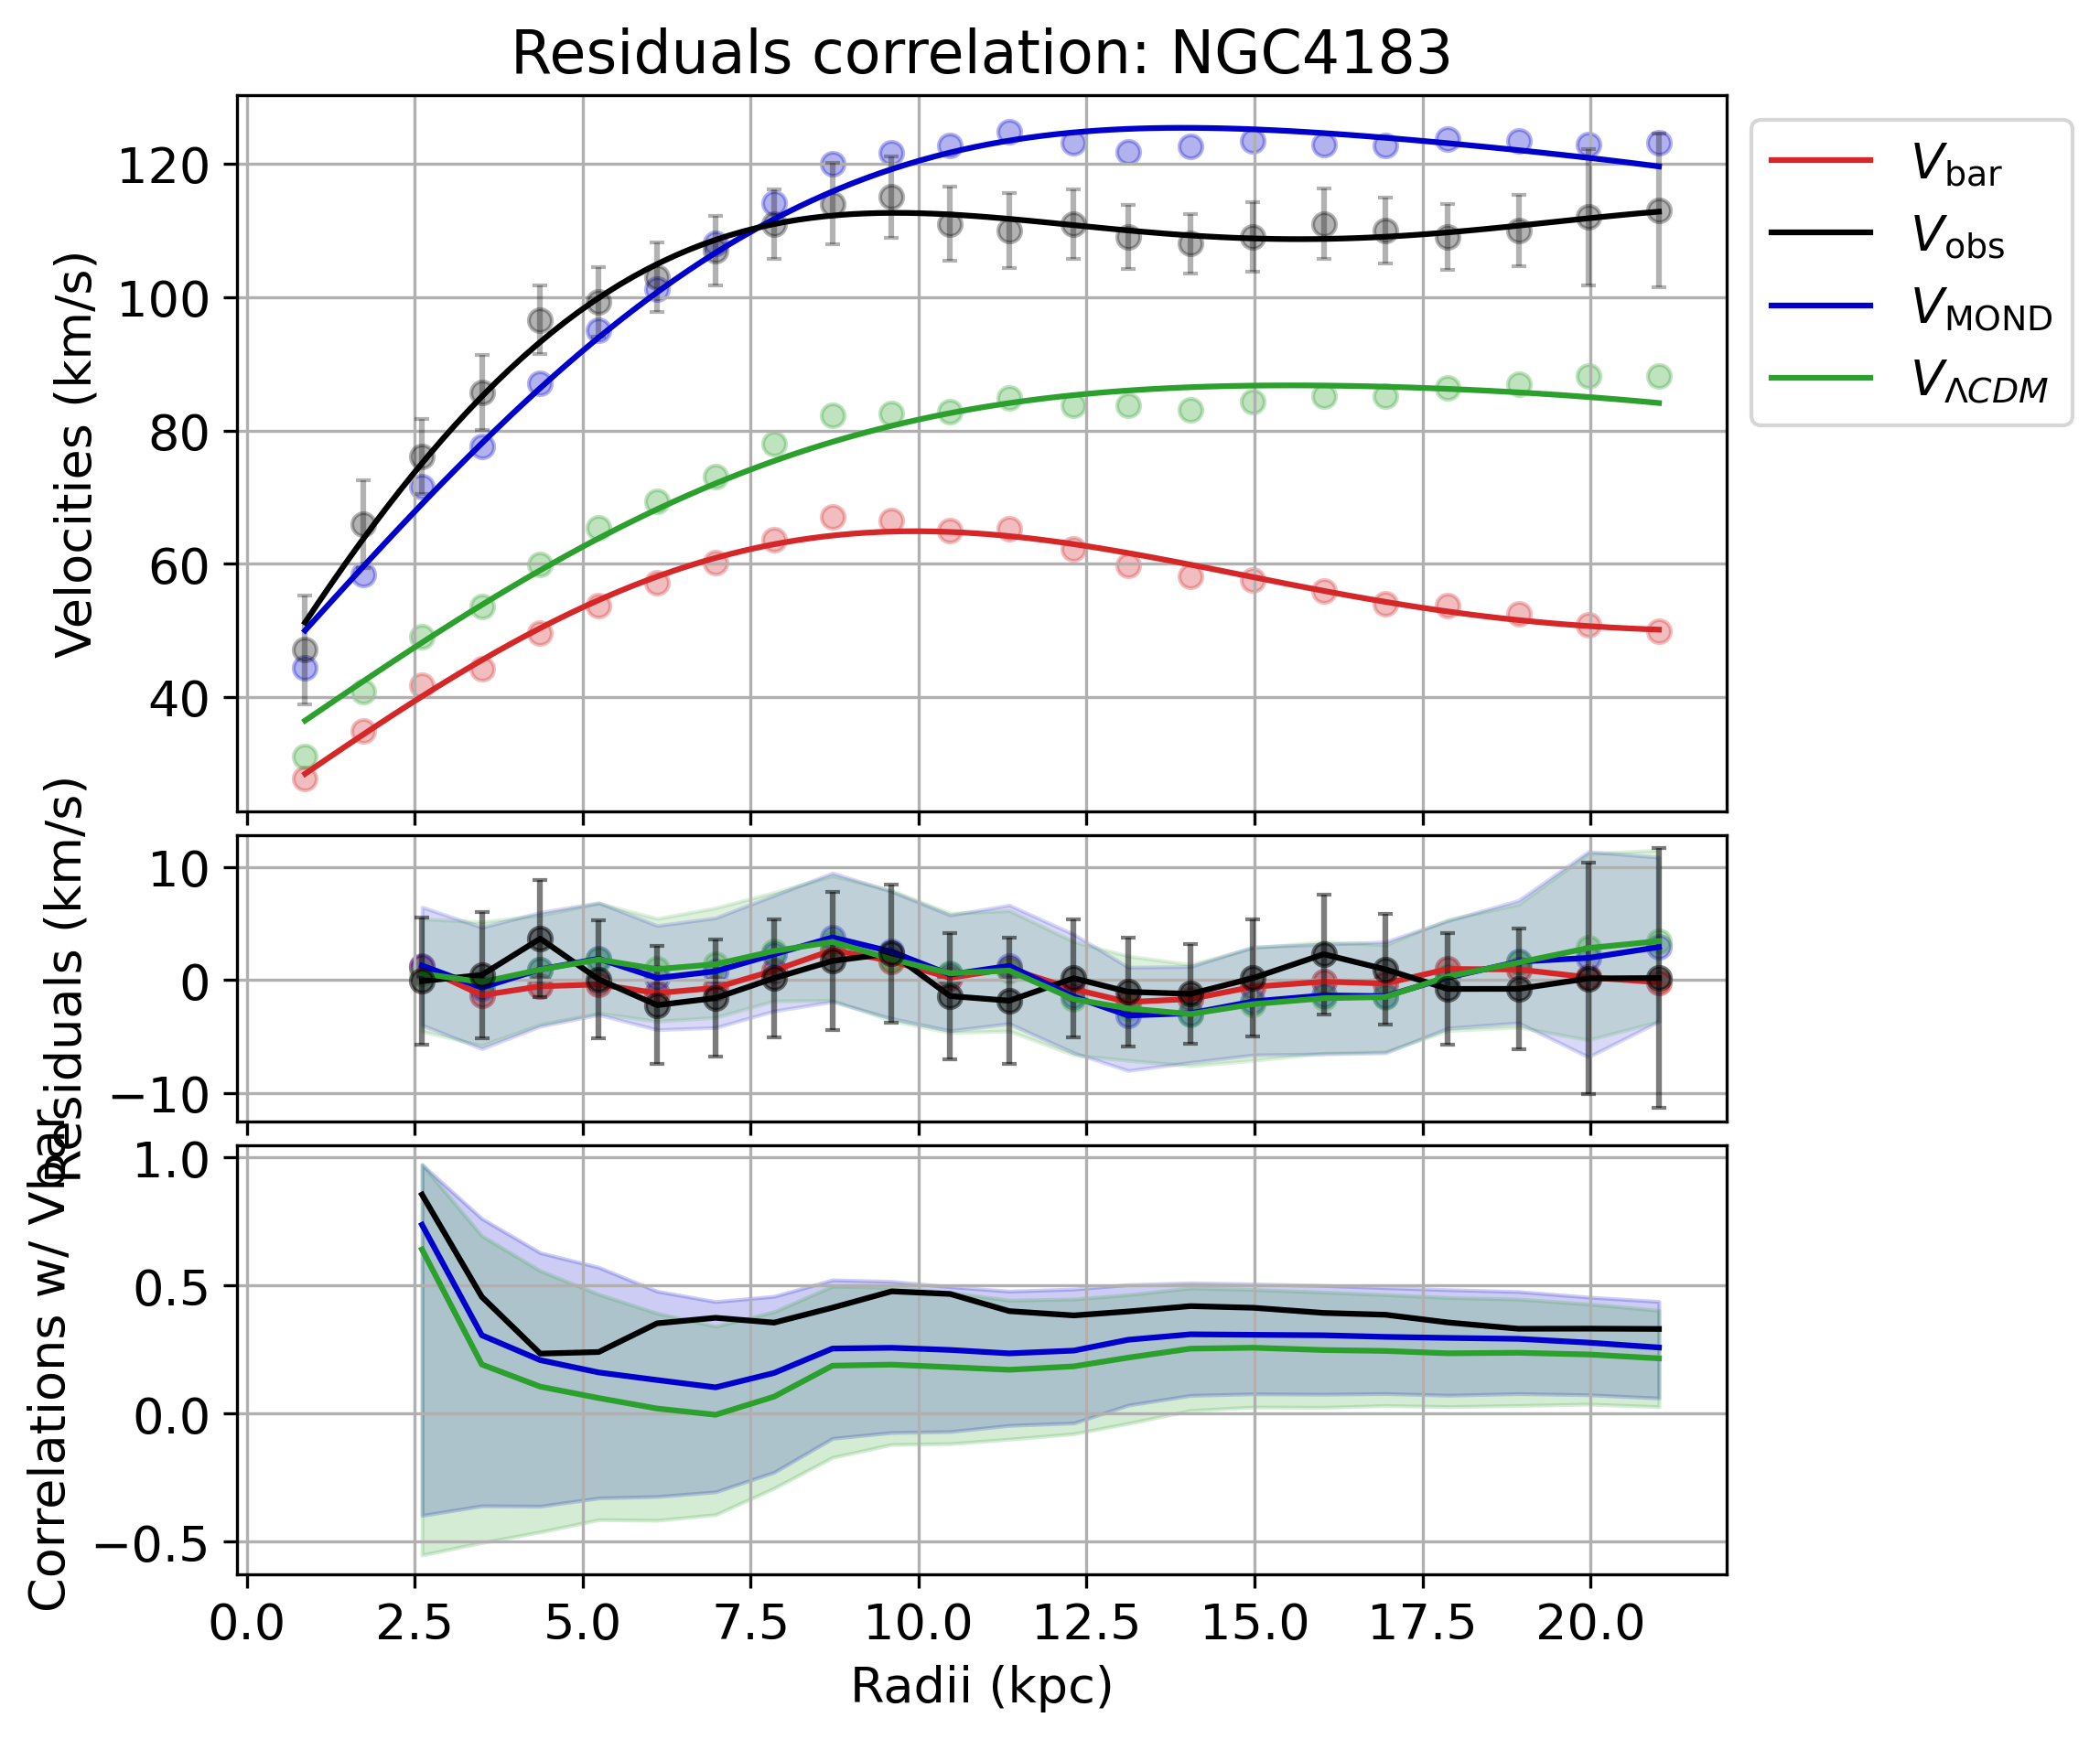 Residuals correlation: NGC4183
Velocities (km/s)
120
100
80
60
40
V_bar
V_obs
V_MOND
V_ΛCDM
Residuals (km/s)
10
0
−10
Correlations w/ Vbar
1.0
0.5
0.0
−0.5
0.0 2.5 5.0 7.5 10.0 12.5 15.0 17.5 20.0
Radii (kpc)